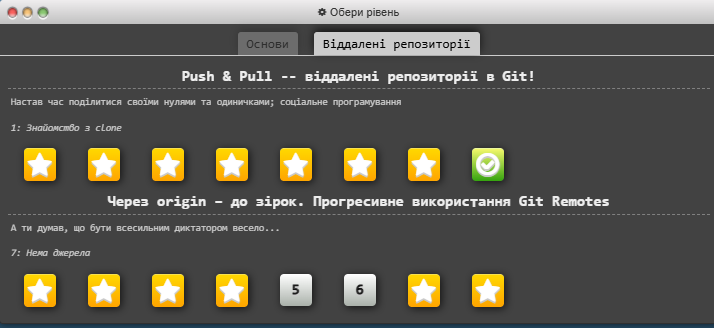 Обери рівень
Основи
Віддалені репозиторії
Push & Pull -- віддалені репозиторії в Git!
Настав час поділитися своїми нулями та одиничками; соціальне програмування
1: Знайомство з clone
Через origin – до зірок. Прогресивне використання Git Remotes
А ти думав, що бути всесильним диктатором весело...
7: Нема джерела
5 6